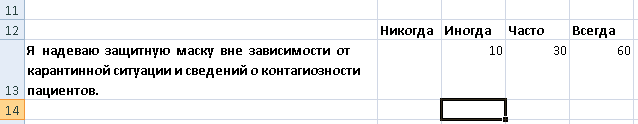 11
12 Никогда Иногда Часто Всегда
Я надеваю защитную маску вне зависимости от
карантинной ситуации и сведений о контагиозности
13 пациентов. 10 30 60
14